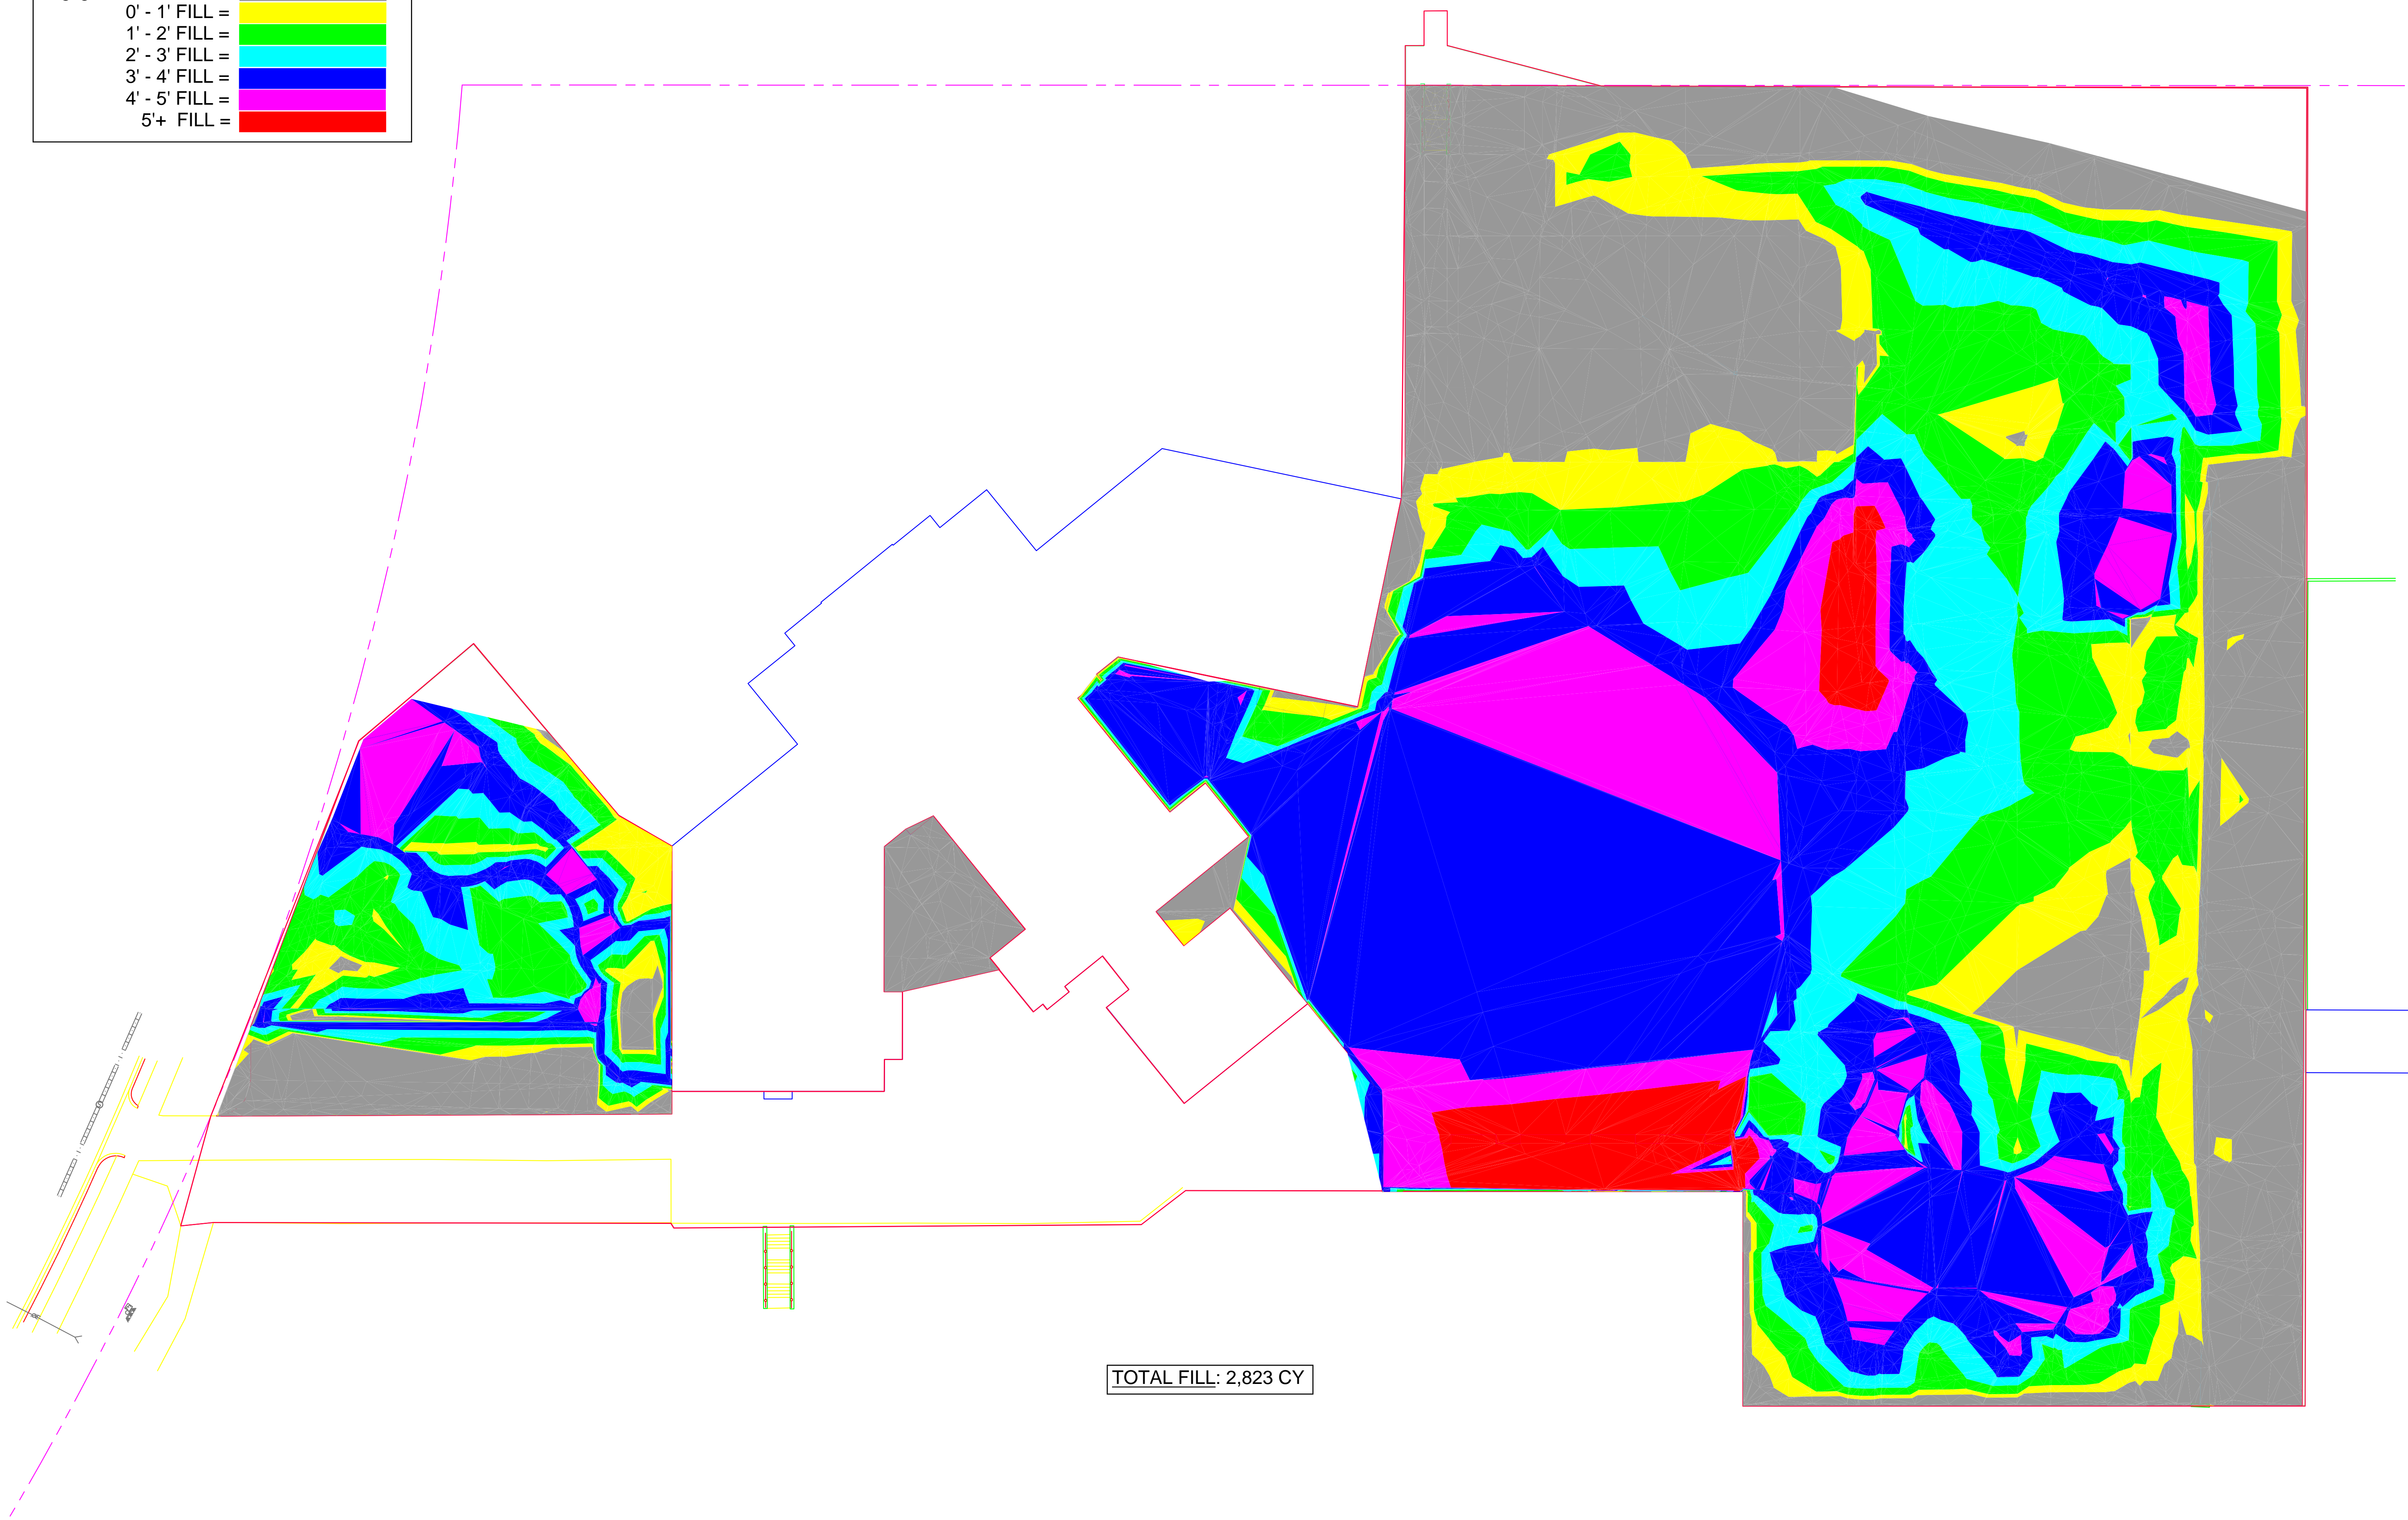 0' - 1' FILL =
1' - 2' FILL =
2' - 3' FILL =
3' - 4' FILL =
4' - 5' FILL =
5'+ FILL =
TOTAL FILL: 2,823 CY